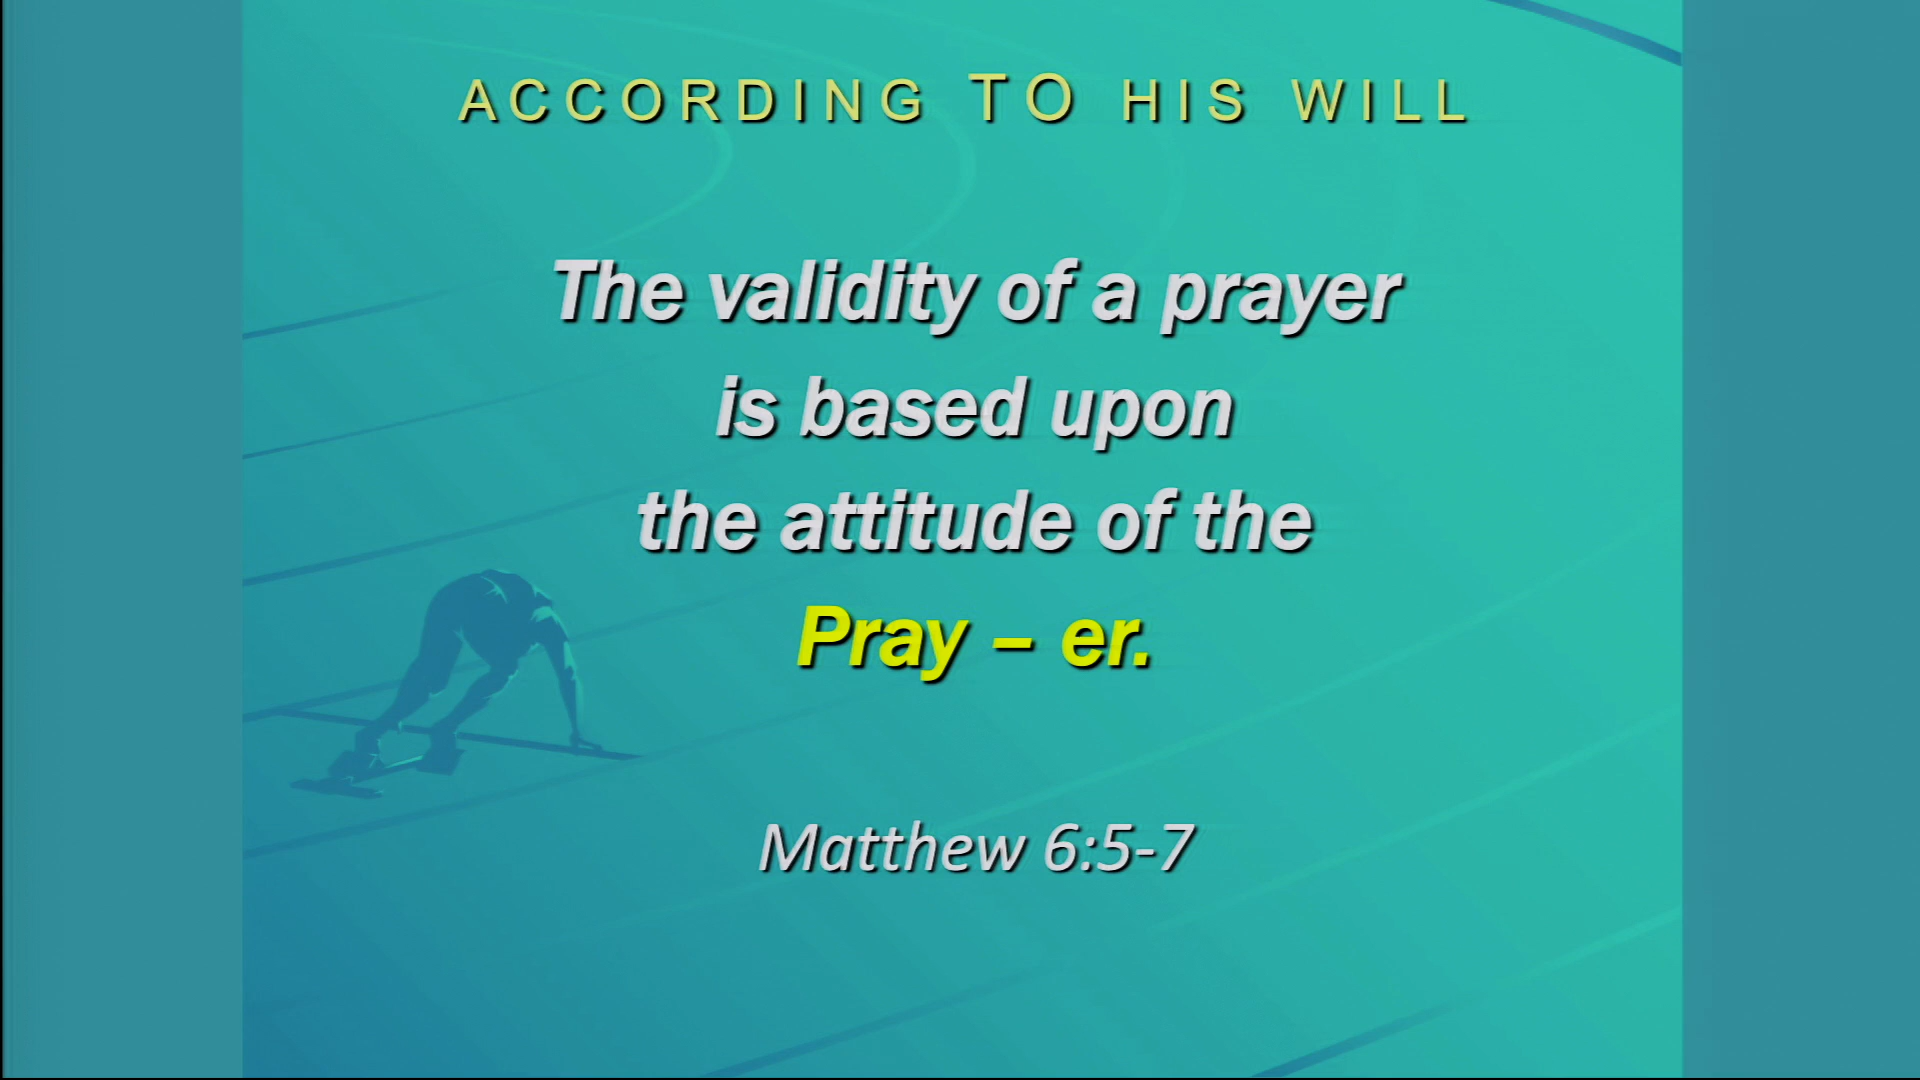 ACCORDING TO HIS WILL
The validity of a prayer
is based upon
the attitude of the
Pray – er.
Matthew 6:5-7